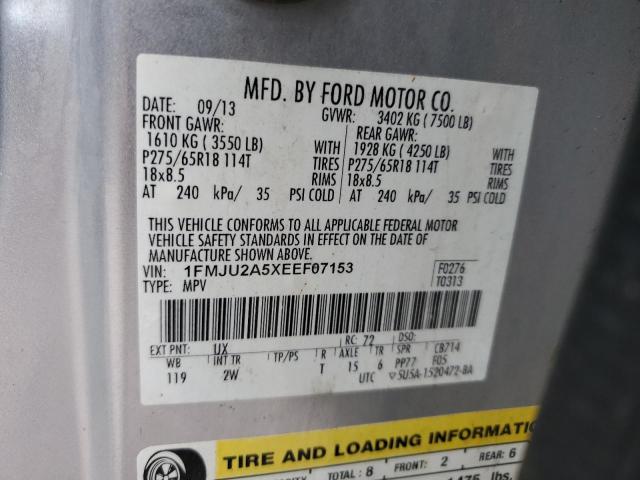 MFD. BY FORD MOTOR CO.
DATE: 09/13 GVWR: 3402 KG ( 7500 LB)
FRONT GAWR: REAR GAWR:
1610 KG ( 3550 LB) WITH 1928 KG ( 4250 LB) WITH
P275/65R18 114T TIRES P275/65R18 114T TIRES
18x8.5 RIMS 18x8.5 RIMS
AT 240 kPa/ 35 PSI COLD AT 240 kPa/ 35 PSI COLD
THIS VEHICLE CONFORMS TO ALL APPLICABLE FEDERAL MOTOR
VEHICLE SAFETY STANDARDS IN EFFECT ON THE DATE OF
MANUFACTURE SHOWN ABOVE.
VIN: 1FMJU2A5XEEF07153 F0276
TYPE: MPV T0313
EXT PNT: UX RC: 72 DSO:
WB INT TR TP/PS R AXLE TR SPR CB714
119 2W T 15 6 PP77 F05
UTC ▽5U5A-1520472-BA
TIRE AND LOADING INFORMATIO
TOTAL: 8 FRONT: 2 REAR: 6
lbs.